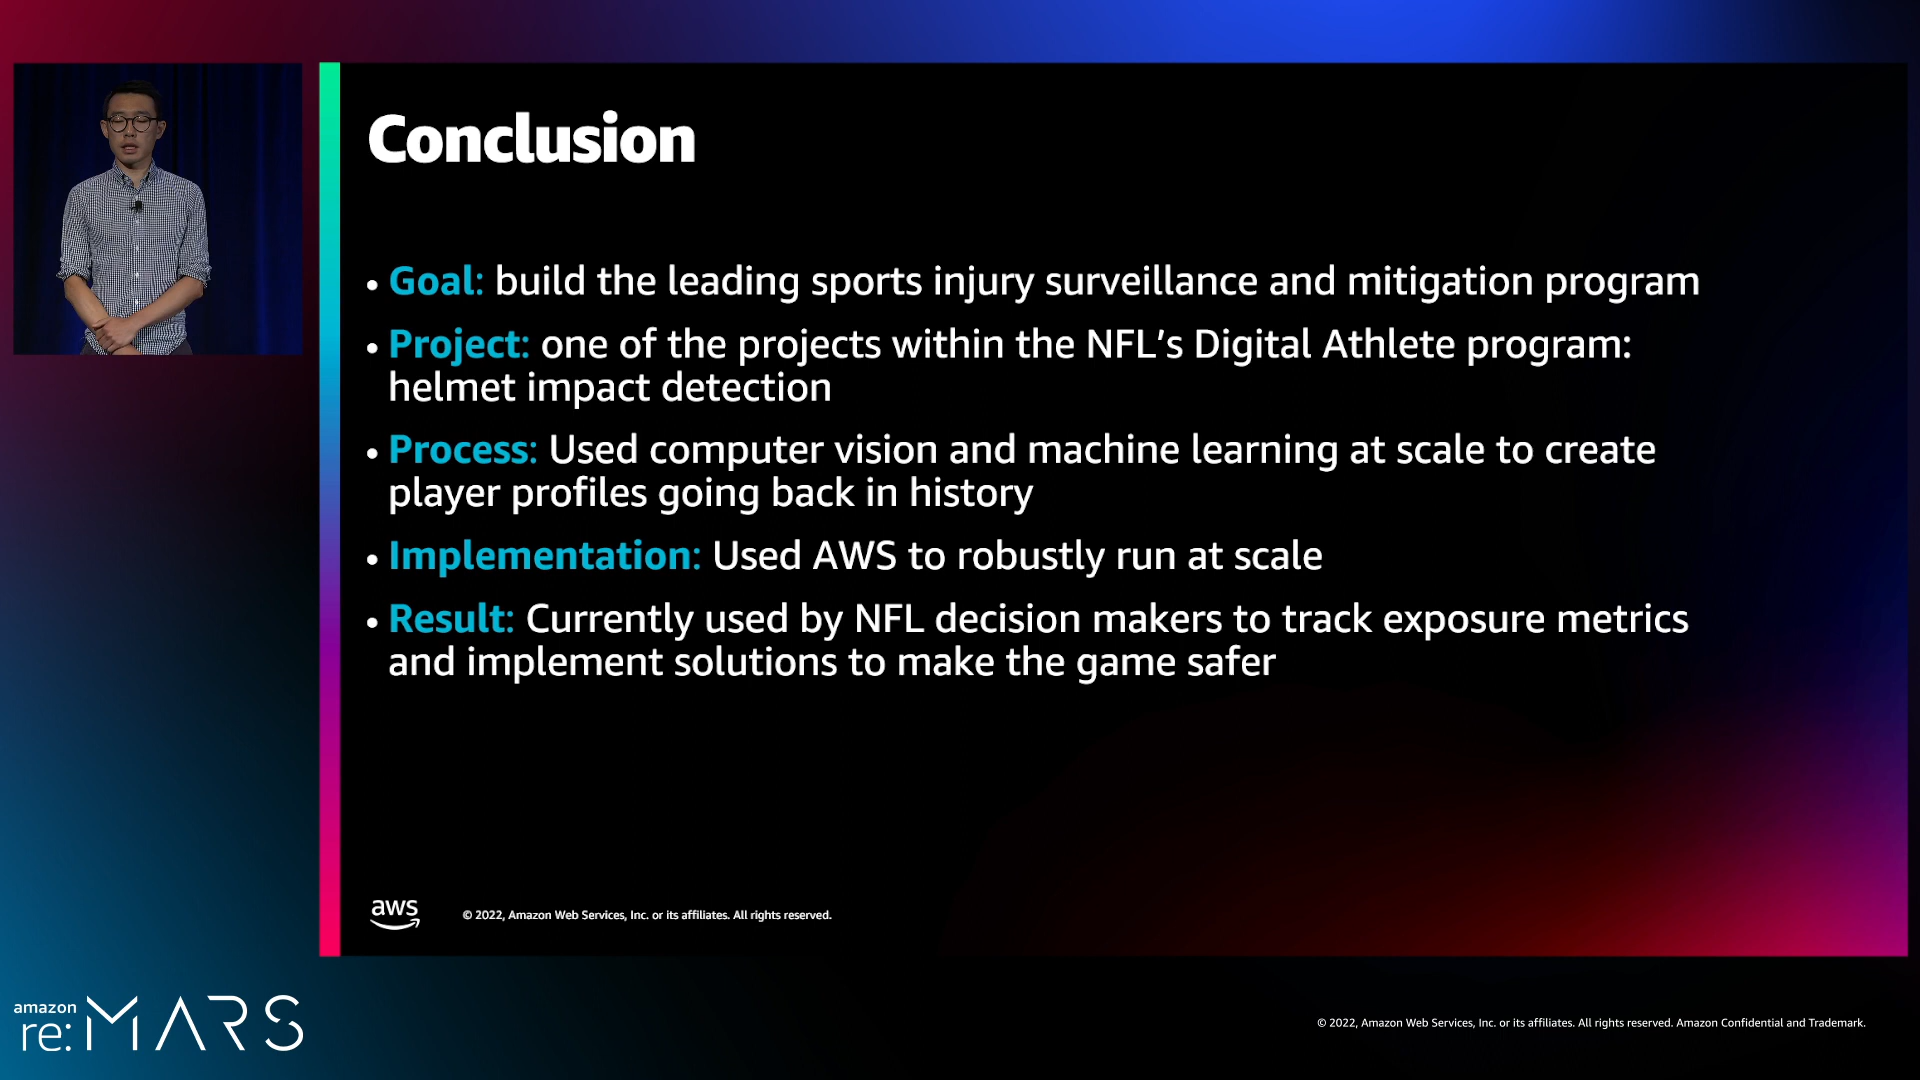 Conclusion
• Goal: build the leading sports injury surveillance and mitigation program
• Project: one of the projects within the NFL’s Digital Athlete program:
helmet impact detection
• Process: Used computer vision and machine learning at scale to create
player profiles going back in history
• Implementation: Used AWS to robustly run at scale
• Result: Currently used by NFL decision makers to track exposure metrics
and implement solutions to make the game safer
aws
© 2022, Amazon Web Services, Inc. or its affiliates. All rights reserved.
amazon
re:MARS
© 2022, Amazon Web Services, Inc. or its affiliates. All rights reserved. Amazon Confidential and Trademark.